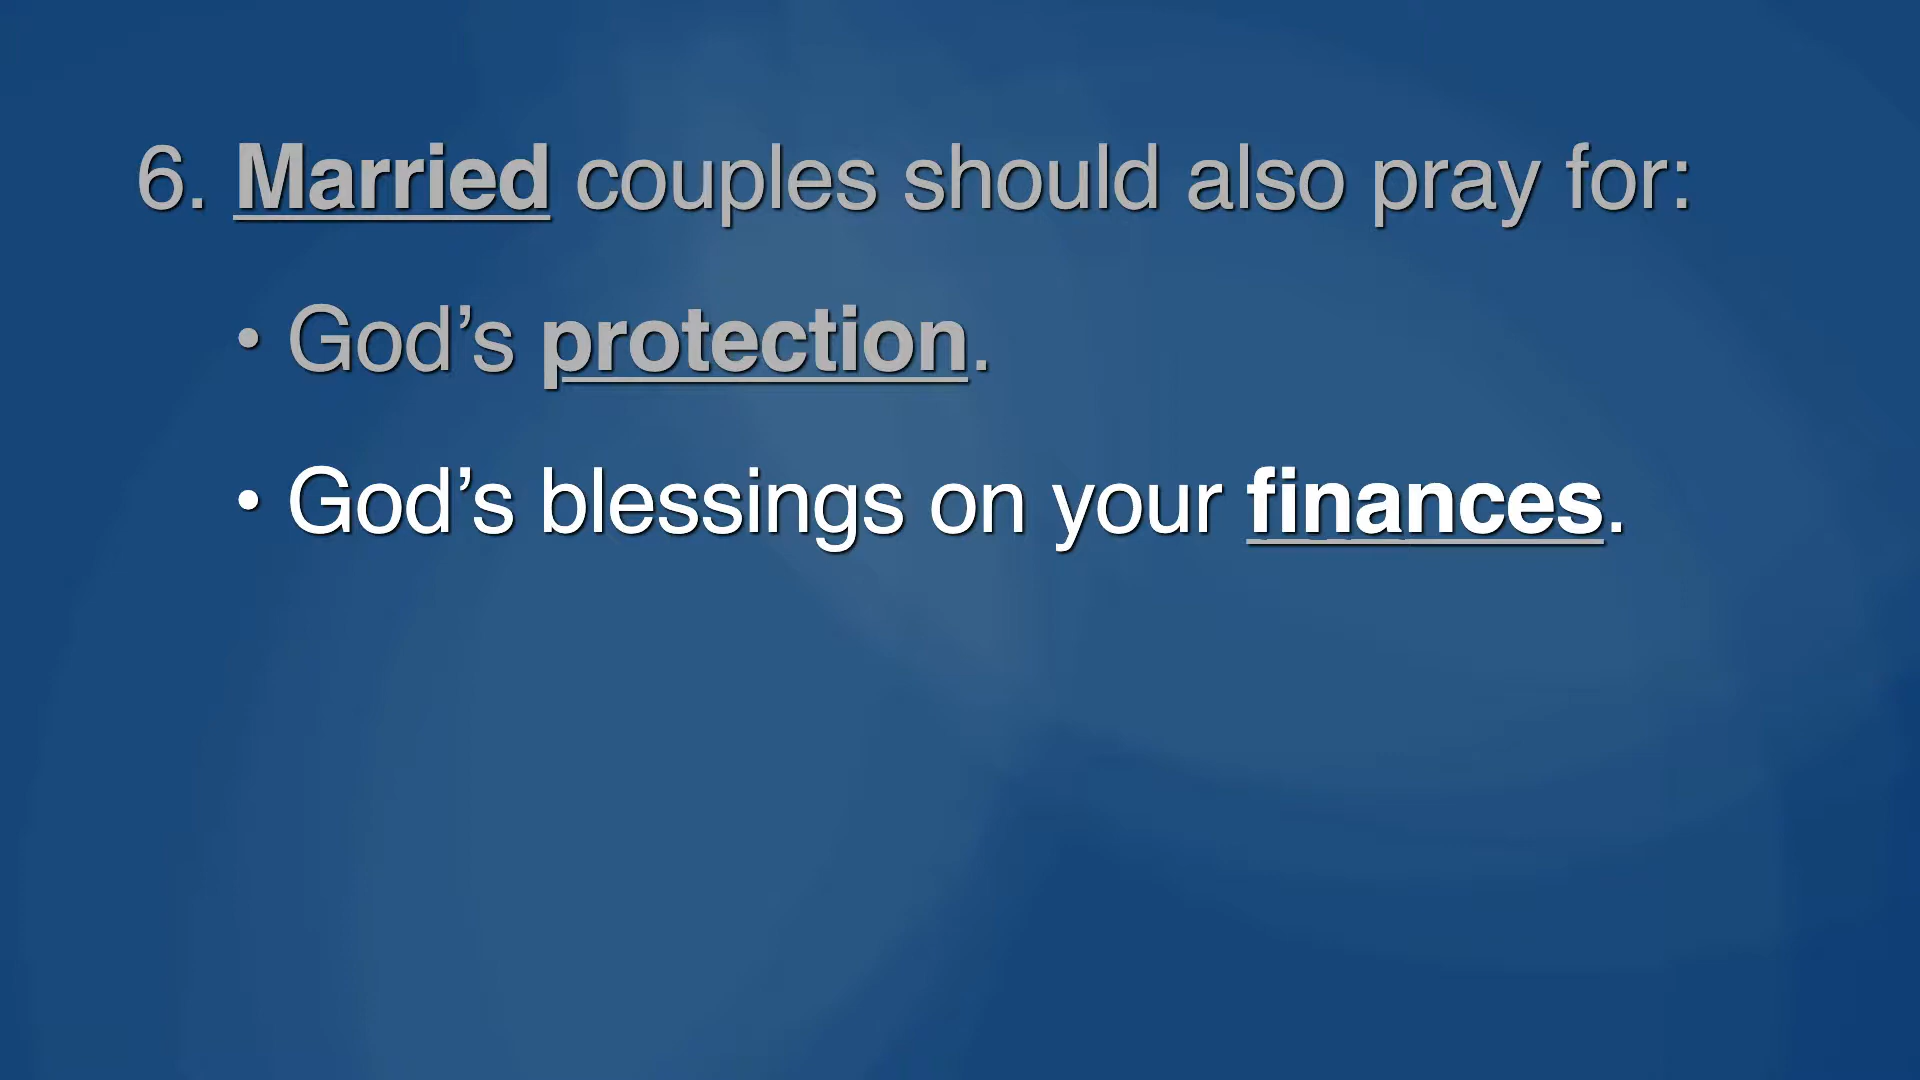 6. Married couples should also pray for:
• God’s protection.
• God’s blessings on your finances.